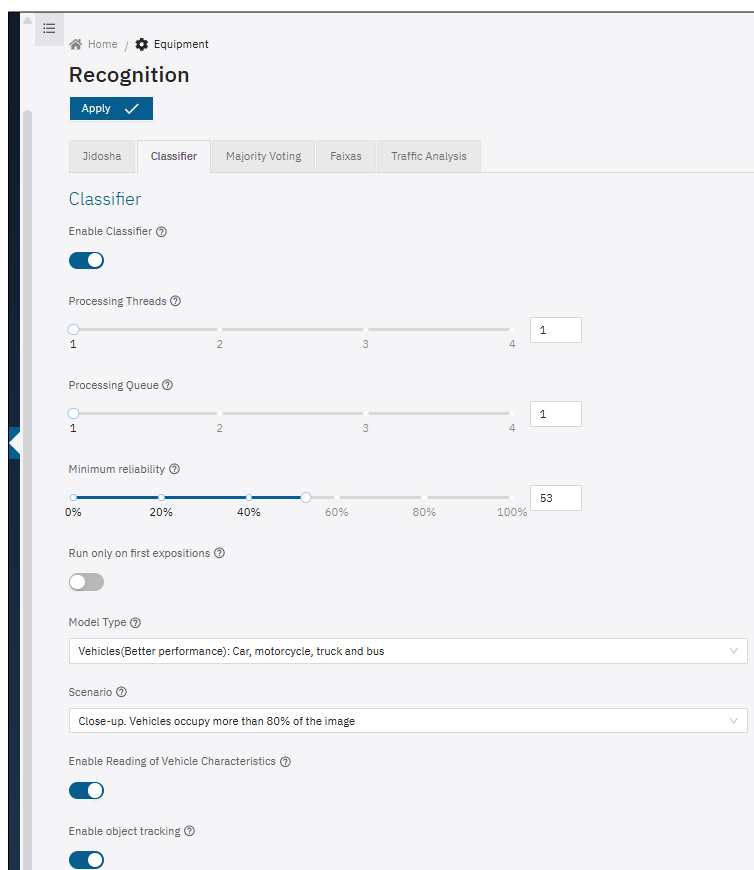 Home / Equipment
Recognition
Apply
Jidosha Classifier Majority Voting Faixas Traffic Analysis
Classifier
Enable Classifier
Processing Threads
1
1 2 3 4
Processing Queue
1
1 2 3 4
Minimum reliability
53
0% 20% 40% 60% 80% 100%
Run only on first expositions
Model Type
Vehicles(Better performance): Car, motorcycle, truck and bus
Scenario
Close-up. Vehicles occupy more than 80% of the image
Enable Reading of Vehicle Characteristics
Enable object tracking